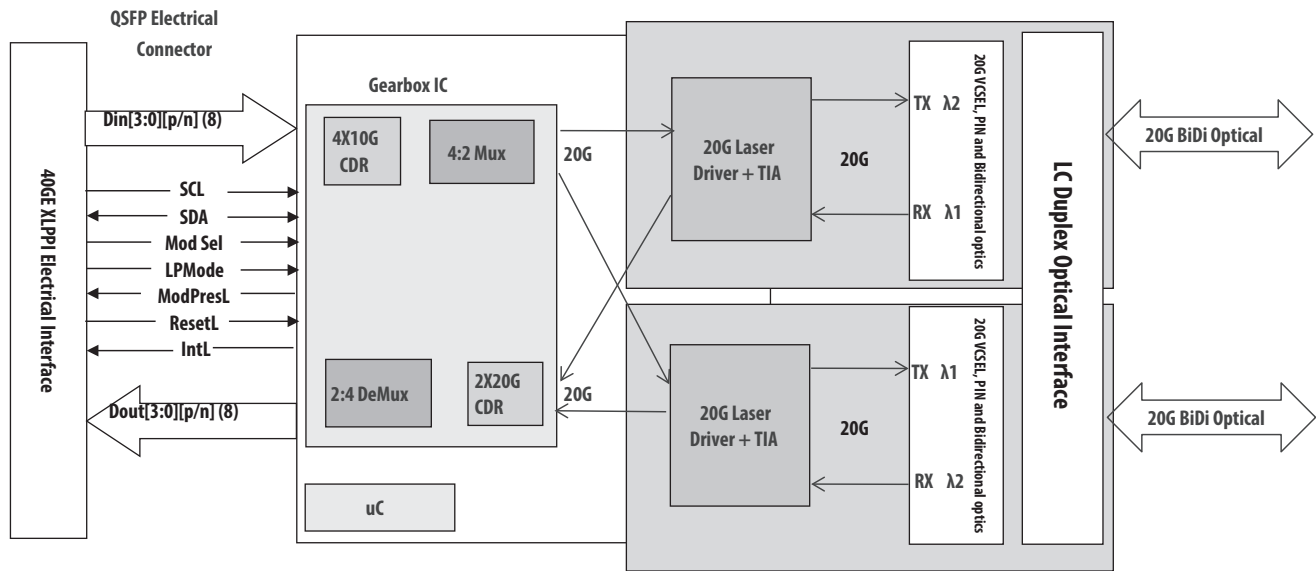 QSFP Electrical
Connector
40GE XLPPI Electrical Interface
Din[3:0][p/n] (8)
SCL
SDA
Mod Sel
LPMode
ModPresL
ResetL
IntL
Dout[3:0][p/n] (8)
Gearbox IC
4X10G
CDR
4:2 Mux
2:4 DeMux
2X20G
CDR
uC
20G
20G
20G Laser
Driver + TIA
20G
TX λ2
RX λ1
20G VCSEL, PIN and Bidirectional optics
20G Laser
Driver + TIA
20G
TX λ1
RX λ2
20G VCSEL, PIN and Bidirectional optics
LC Duplex Optical Interface
20G BiDi Optical
20G BiDi Optical